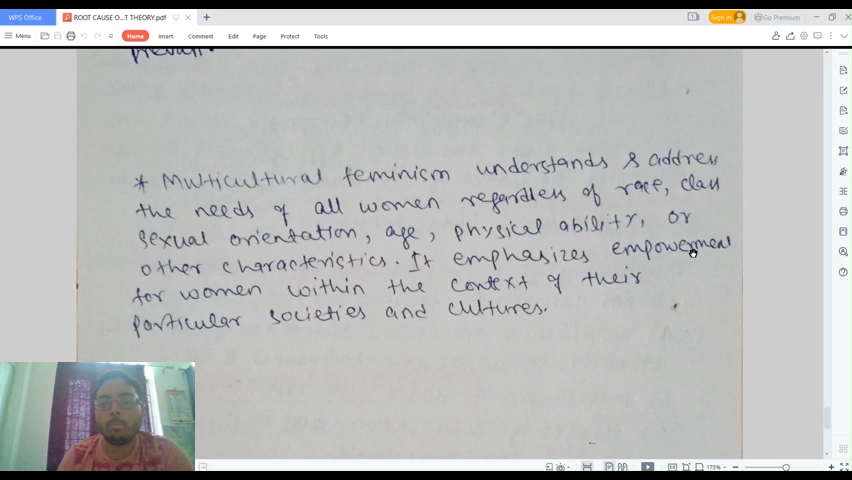 WPS Office
ROOT CAUSE O...T THEORY.pdf
Sign in
Go Premium
Menu
Home
Insert
Comment
Edit
Page
Protect
Tools
prevail.
* Multicultural feminism understands & address
the needs of all women regardless of race, class
sexual orientation, age, physical ability, or
other characteristics. It emphasizes empowerment
for women within the context of their
particular societies and cultures.
175%